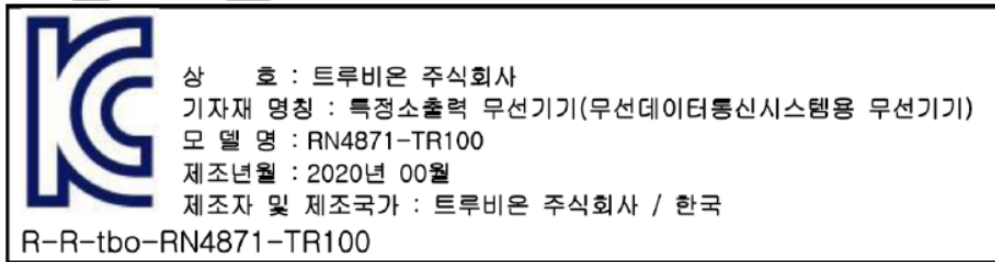 상 호 : 트루비온 주식회사
기자재 명칭 : 특정소출력 무선기기(무선데이터통신시스템용 무선기기)
모 델 명 : RN4871-TR100
제조년월 : 2020년 00월
제조자 및 제조국가 : 트루비온 주식회사 / 한국
R-R-tbo-RN4871-TR100